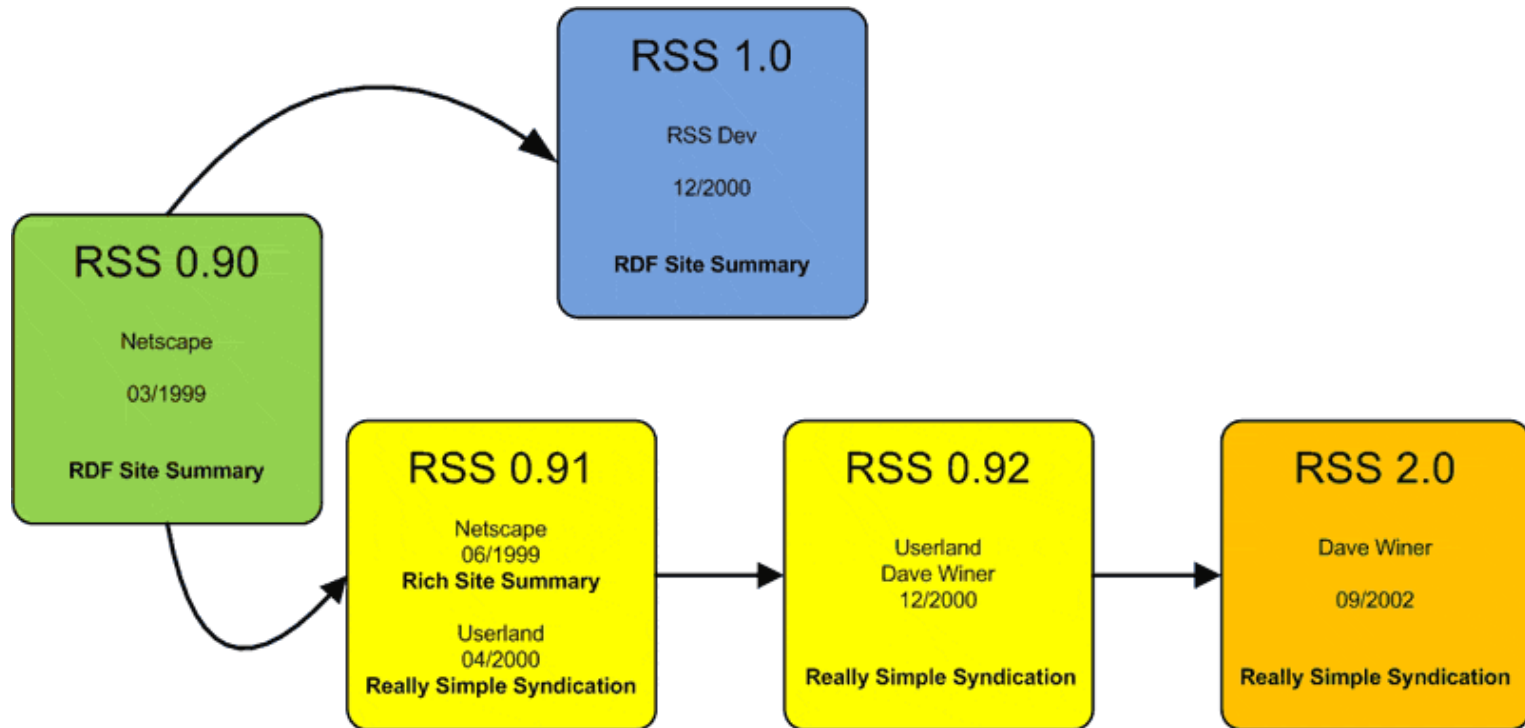 RSS 1.0
RSS Dev
12/2000
RDF Site Summary
RSS 0.90
Netscape
03/1999
RDF Site Summary
RSS 0.91
Netscape
06/1999
Rich Site Summary
Userland
04/2000
Really Simple Syndication
RSS 0.92
Userland
Dave Winer
12/2000
Really Simple Syndication
RSS 2.0
Dave Winer
09/2002
Really Simple Syndication